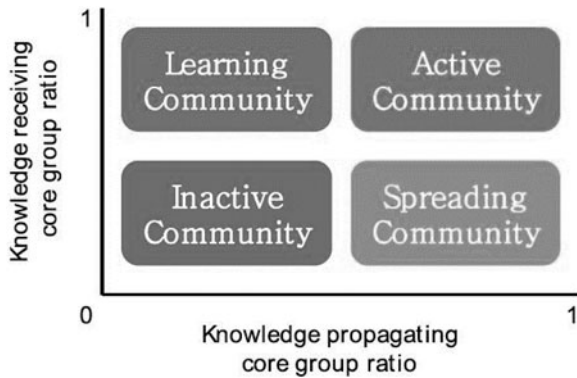 1
Learning
Community
Active
Community
Knowledge receiving
core group ratio
Inactive
Community
Spreading
Community
0
1
Knowledge propagating
core group ratio